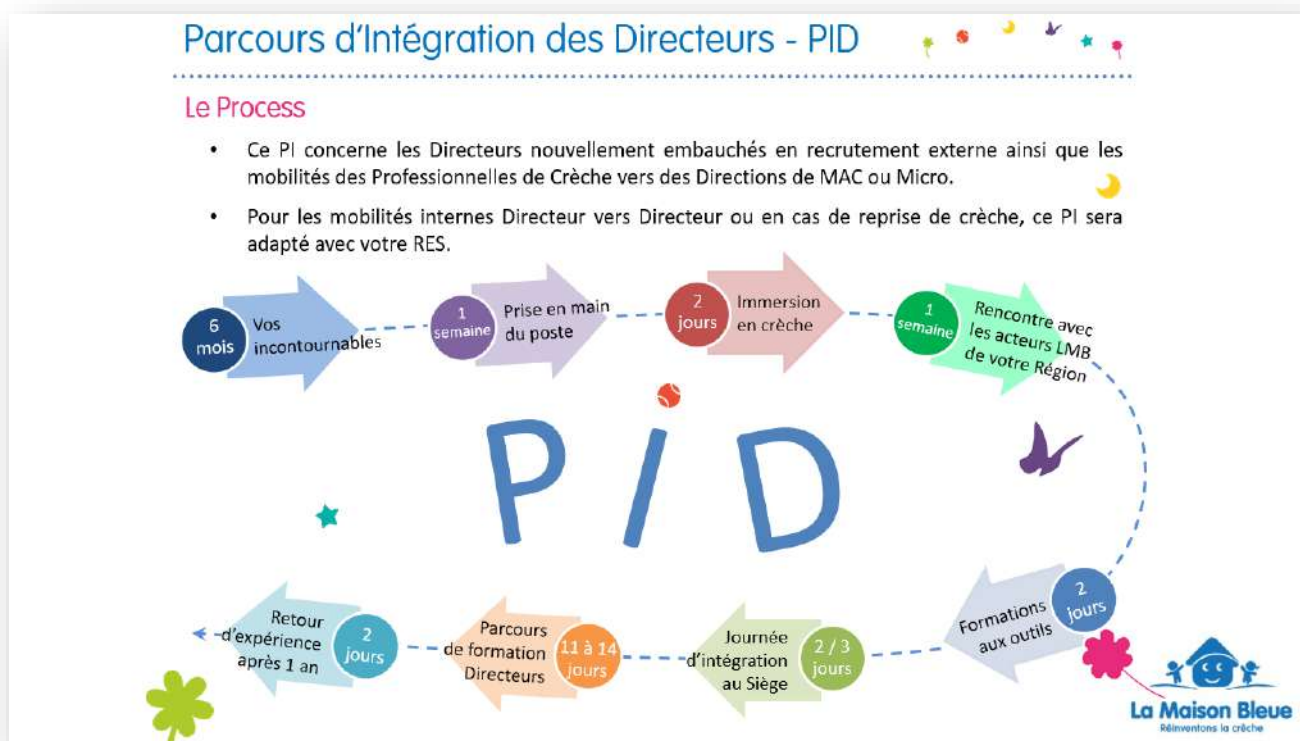 Parcours d'Intégration des Directeurs - PID
Le Process
• Ce PI concerne les Directeurs nouvellement embauchés en recrutement externe ainsi que les
mobilités des Professionnelles de Crèche vers des Directions de MAC ou Micro.
• Pour les mobilités internes Directeur vers Directeur ou en cas de reprise de crèche, ce PI sera
adapté avec votre RES.
6
mois
Vos
incontournables
1
semaine
Prise en main
du poste
2
jours
Immersion
en crèche
1
semaine
Rencontre avec
les acteurs LMB
de votre Région
PiD
2
jours
Formations
aux outils
2 / 3
jours
Journée
d'intégration
au Siège
11 à 14
jours
Parcours
de formation
Directeurs
2
jours
Retour
d'expérience
après 1 an
La Maison Bleue
Réinventons la crèche